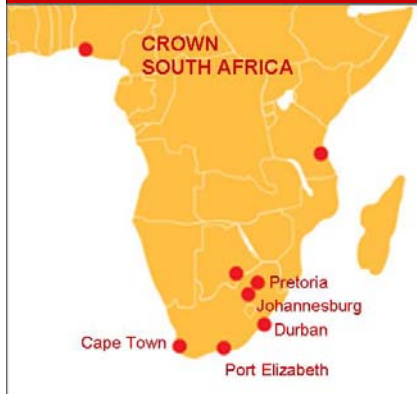 CROWN
SOUTH AFRICA
Pretoria
Johannesburg
Durban
Cape Town
Port Elizabeth